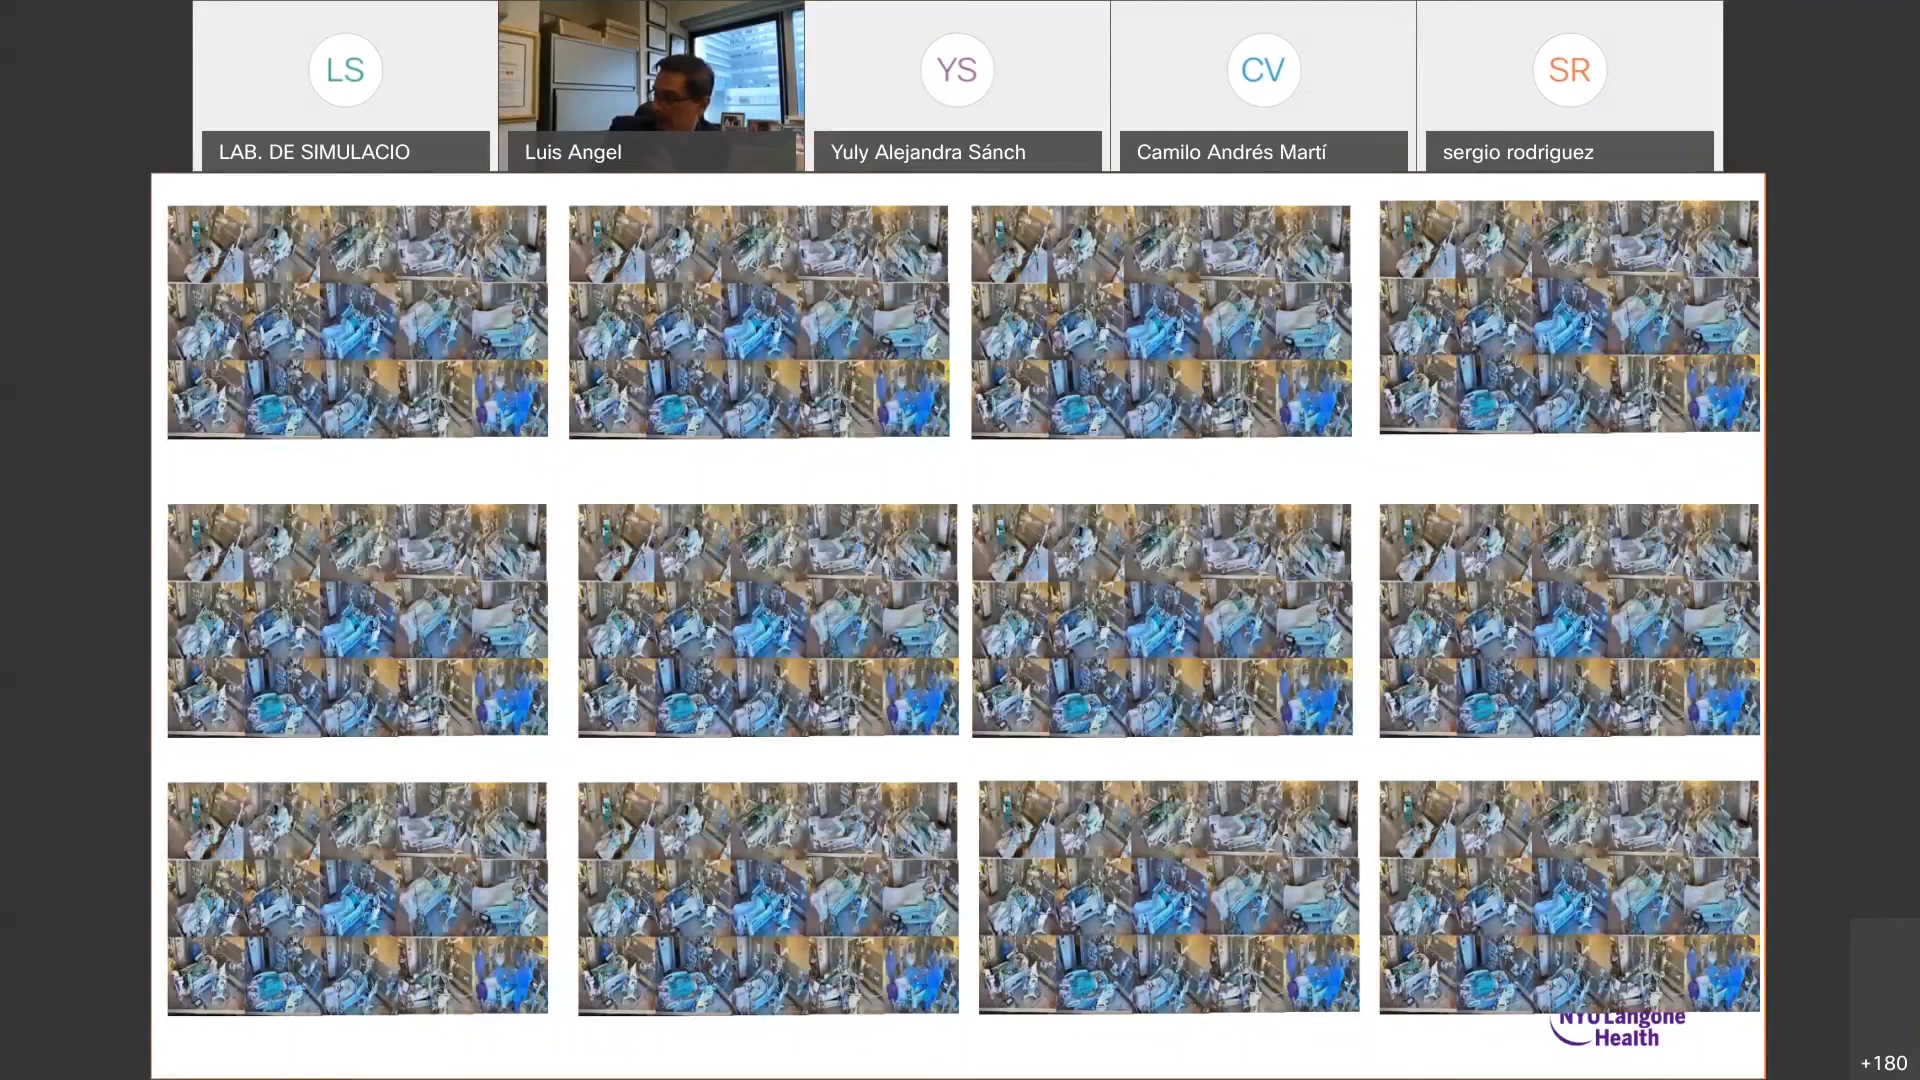 LS
YS
CV
SR
LAB. DE SIMULACIO
Luis Angel
Yuly Alejandra Sánch
Camilo Andrés Martí
sergio rodriguez
NYU Langone
Health
+180